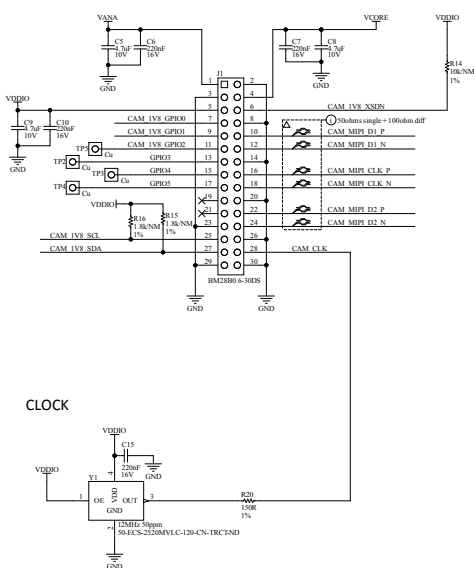 VANA
C5
4.7uF
10V
C6
220nF
16V
GND
VCORE
C7
220nF
16V
C8
4.7uF
10V
GND
VDDIO
R14
10k/NM
1%
VDDIO
C9
4.7uF
10V
C10
220nF
16V
GND
J1
1 2
3 4
5 6 CAM_1V8_XSDN
CAM_1V8_GPIO0 7 8
i 50ohms single + 100ohm diff
CAM_1V8_GPIO1 9 10 CAM_MIPI_D1_P
TP5 Cu CAM_1V8_GPIO2 11 12 CAM_MIPI_D1_N
TP2 Cu GPIO3 13 14
TP3 Cu GPIO4 15 16 CAM_MIPI_CLK_P
TP4 Cu GPIO5 17 18 CAM_MIPI_CLK_N
19 20
VDDIO 21 22 CAM_MIPI_D2_P
23 24 CAM_MIPI_D2_N
R16
1.8k/NM
1%
R15
1.8k/NM
1%
CAM_1V8_SCL 25 26
CAM_1V8_SDA 27 28 CAM_CLK
29 30
BM28B0.6-30DS
GND
GND
CLOCK
VDDIO
C15
220nF
16V
GND
VDDIO
Y1
4
1 OE VDD OUT 3
GND
2
12MHz 50ppm
50-ECS-2520MVLC-120-CN-TRCT-ND
GND
R20
150R
1%